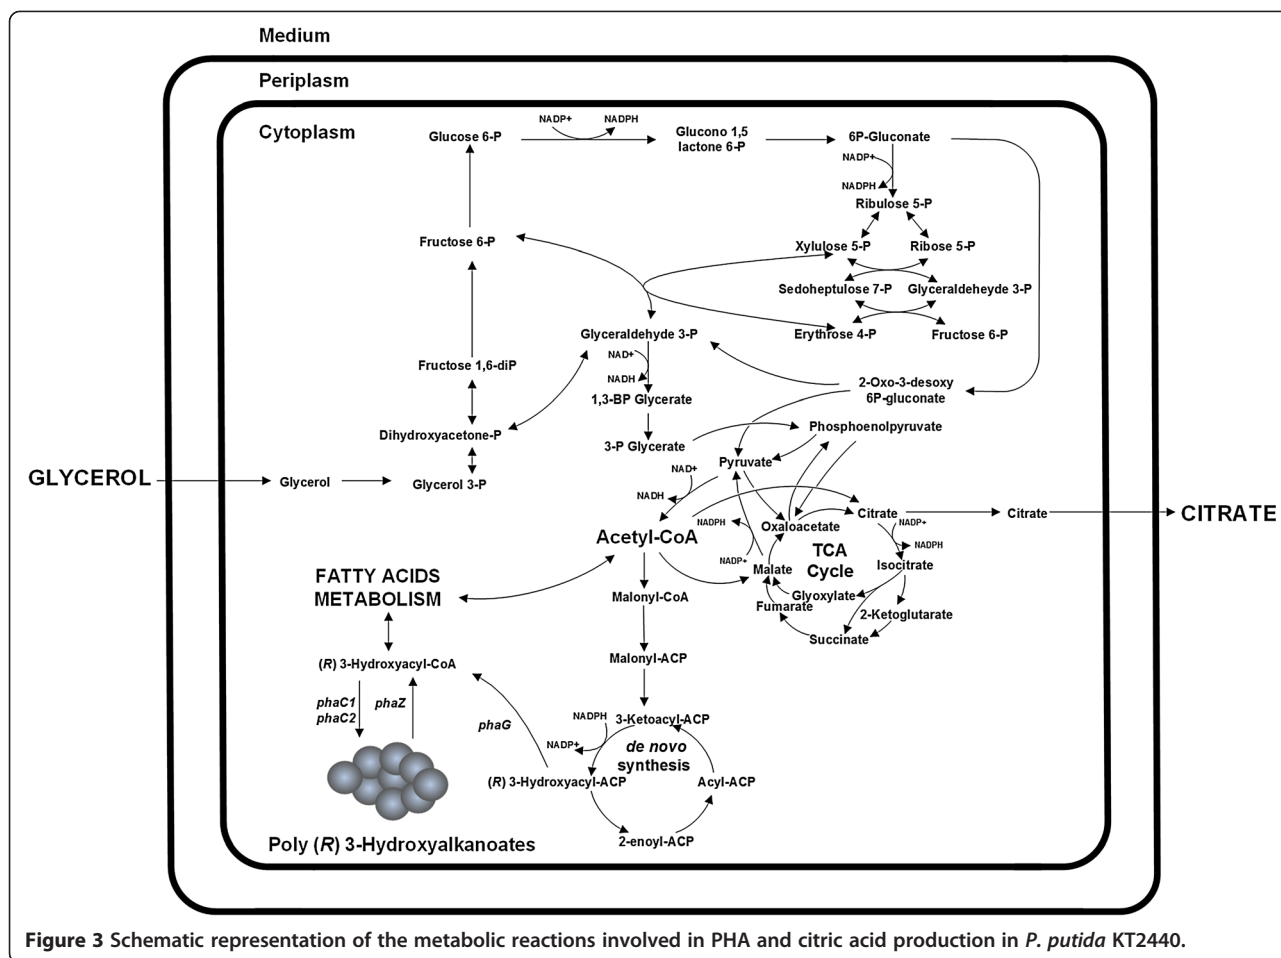 Medium
Periplasm
Cytoplasm
Glucose 6-P
NADP+
NADPH
Glucono 1,5
lactone 6-P
6P-Gluconate
NADP+
NADPH
Ribulose 5-P
Fructose 6-P
Xylulose 5-P
Ribose 5-P
Sedoheptulose 7-P
Glyceraldeheyde 3-P
Glyceraldehyde 3-P
Erythrose 4-P
Fructose 6-P
NAD+
NADH
Fructose 1,6-diP
1,3-BP Glycerate
2-Oxo-3-desoxy
6P-gluconate
Dihydroxyacetone-P
3-P Glycerate
Phosphoenolpyruvate
Pyruvate
GLYCEROL
Glycerol
Glycerol 3-P
NAD+
NADH
NADPH
NADP+
Acetyl-CoA
Oxaloacetate
Citrate
Citrate
CITRATE
NADP+
NADPH
TCA
Cycle
Isocitrate
Malate
Glyoxylate
Fumarate
2-Ketoglutarate
Succinate
FATTY ACIDS
METABOLISM
Malonyl-CoA
Malonyl-ACP
(R) 3-Hydroxyacyl-CoA
phaC1
phaC2
phaZ
phaG
NADPH
NADP+
3-Ketoacyl-ACP
de novo
synthesis
(R) 3-Hydroxyacyl-ACP
Acyl-ACP
2-enoyl-ACP
Poly (R) 3-Hydroxyalkanoates
Figure 3 Schematic representation of the metabolic reactions involved in PHA and citric acid production in P. putida KT2440.